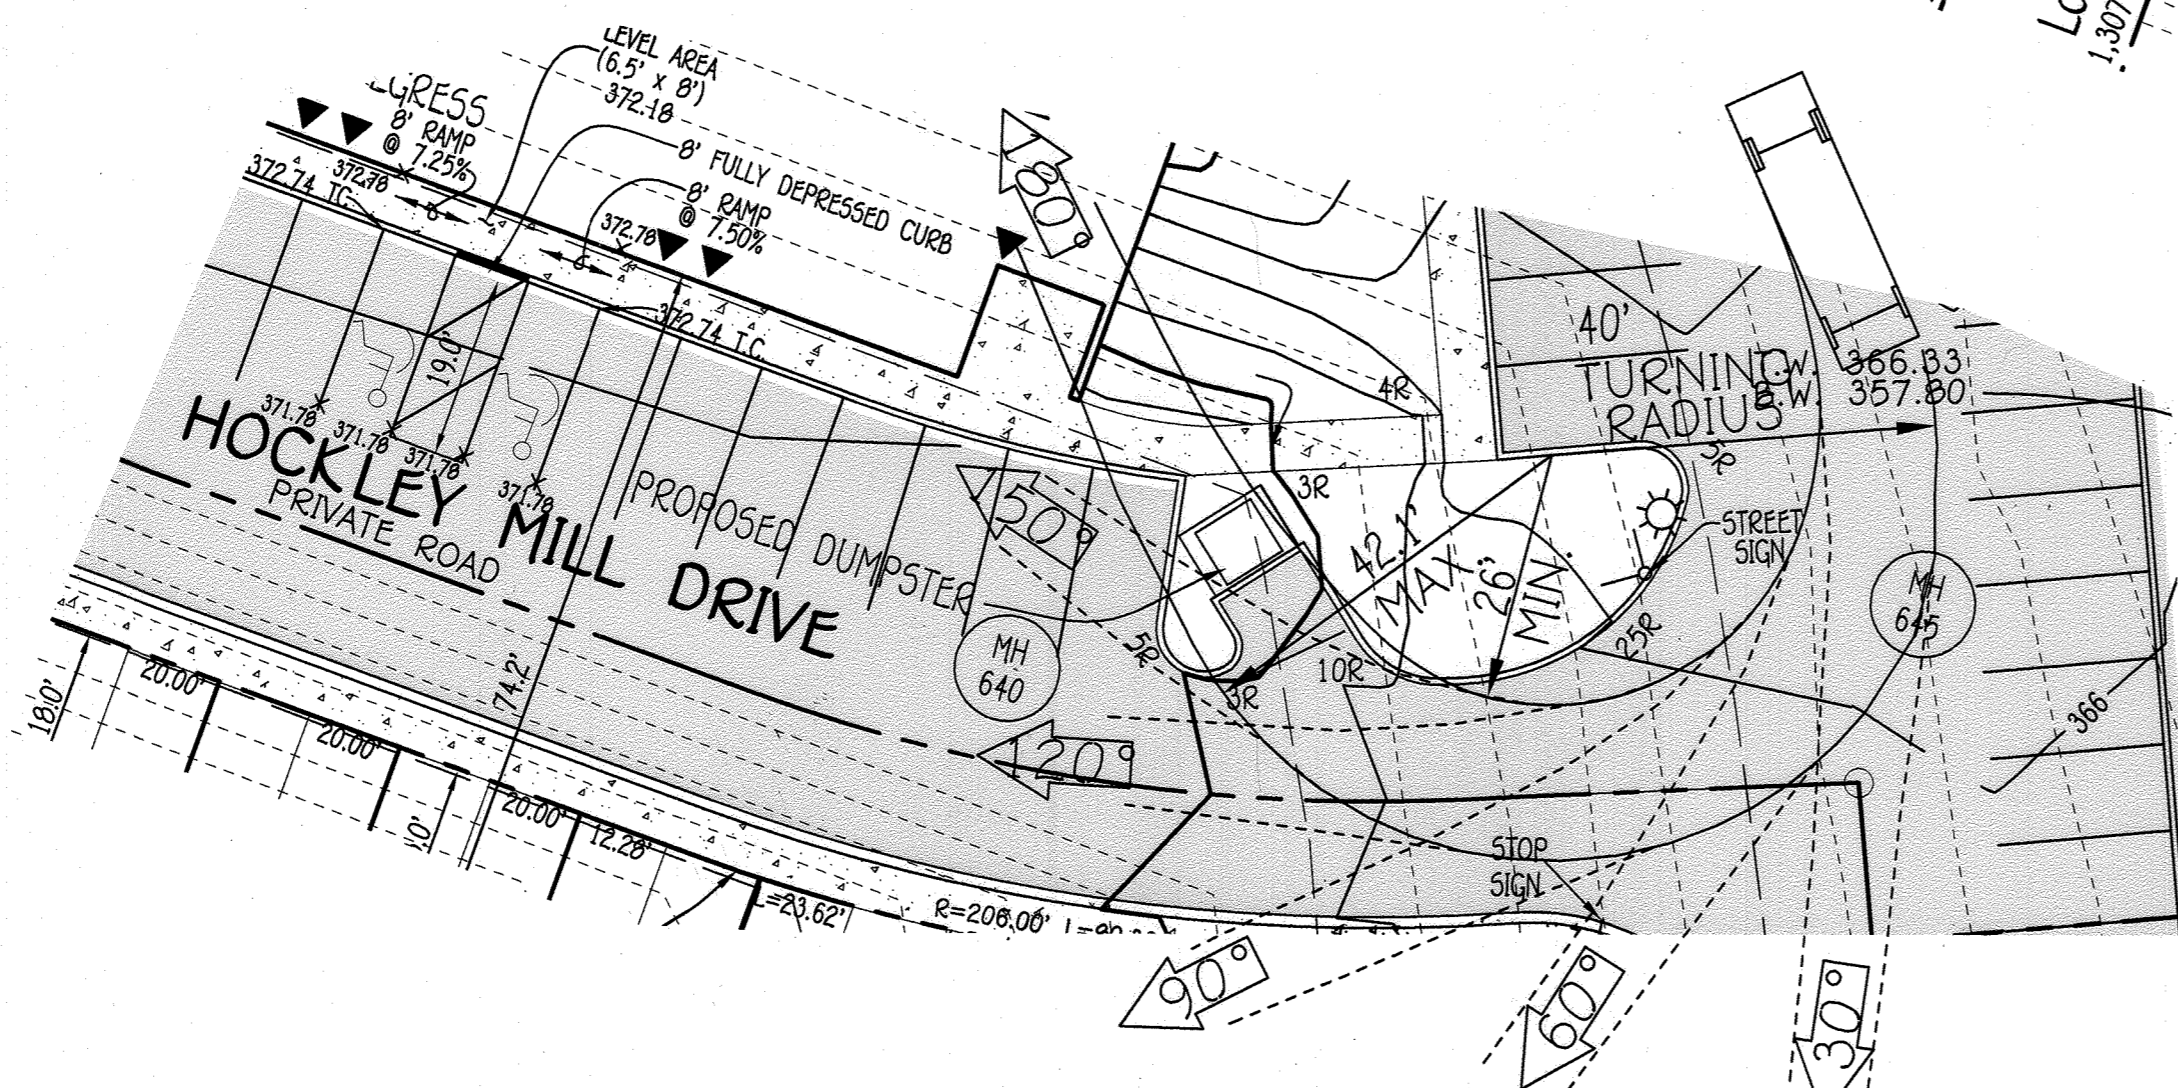 LEVEL AREA
(6.5' X 8')
372.18
8' RAMP
@ 7.25%
8' FULLY DEPRESSED CURB
8' RAMP
@ 7.50%
372.78
372.74 T.C.
372.78
372.74 T.C.
19.0'
371.78
371.78
371.78
371.78
HOCKLEY MILL DRIVE
PRIVATE ROAD
PROPOSED DUMPSTER
MH
640
74.2'
18.0'
20.00'
20.00'
20.00'
12.28'
L=23.62'
R=206.00'
180°
150°
120°
90°
60°
30°
4R
3R
5R
3R
10R
25R
5R
42.1'
MAX.
26'
MIN.
40'
TURNING
RADIUS
T.W. 366.33
B.W. 357.80
STREET
SIGN
MH
645
STOP
SIGN
366
1,307